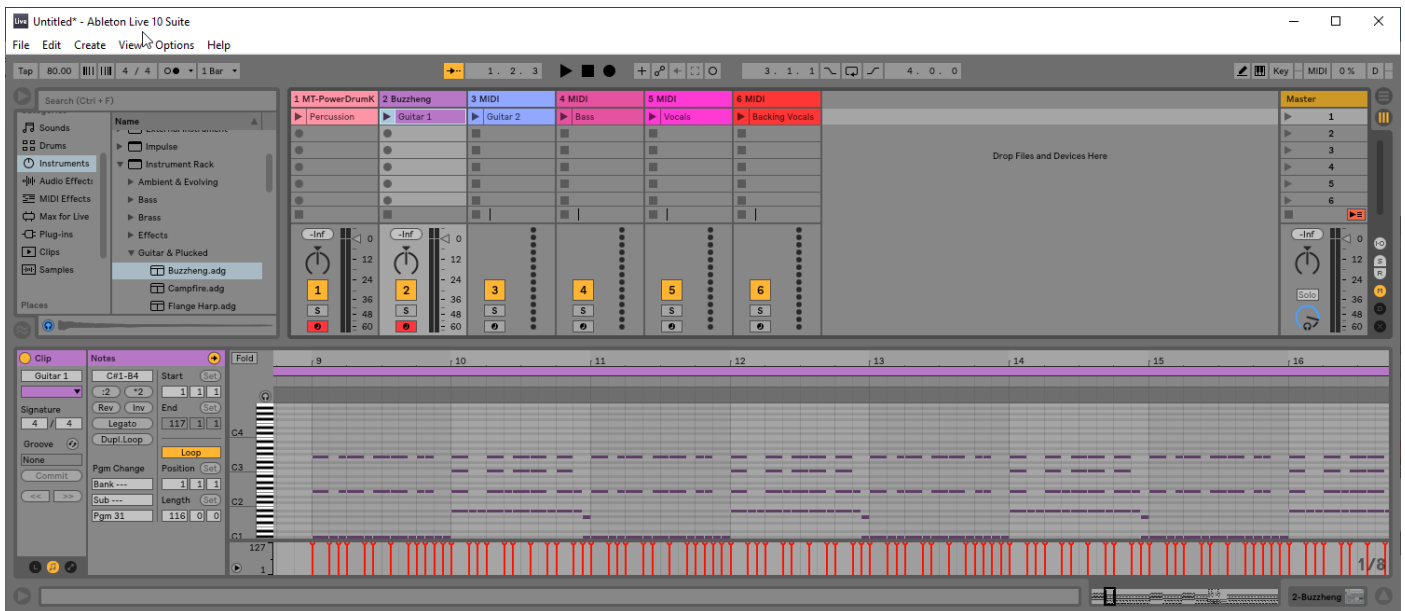 Live Untitled* - Ableton Live 10 Suite
File Edit Create View Options Help
Tap 80.00 4 / 4 1 Bar 1. 2. 3 3. 1. 1 4. 0. 0 Key MIDI 0 % D
Search (Ctrl + F)
Sounds
Drums
Instruments
Audio Effects
MIDI Effects
Max for Live
Plug-ins
Clips
Samples
Places
Name
Impulse
Instrument Rack
Ambient & Evolving
Bass
Brass
Effects
Guitar & Plucked
Buzzheng.adg
Campfire.adg
Flange Harp.adg
1 MT-PowerDrumK 2 Buzzheng 3 MIDI 4 MIDI 5 MIDI 6 MIDI Master
Percussion Guitar 1 Guitar 2 Bass Vocals Backing Vocals 1
2
Drop Files and Devices Here 3
4
5
6
-Inf -Inf -Inf
0 0 0
12 12 12
24 24 24
1 2 3 4 5 6 Solo
36 36 36
S S S S S S
48 48 48
60 60 60
I-O
S
R
M
D
X
Clip Notes Fold 9 10 11 12 13 14 15 16
Guitar 1 C#1-B4 Start Set
:2 *2 1 1 1
Signature Rev Inv End Set
4 / 4 Legato 117 1 1
Groove Dupl.Loop
None Loop
Commit Pgm Change Position Set
Bank --- 1 1 1
<< >> Sub --- Length Set
Pgm 31 116 0 0
C4
C3
C2
C1
127
1
1/8
L
2-Buzzheng